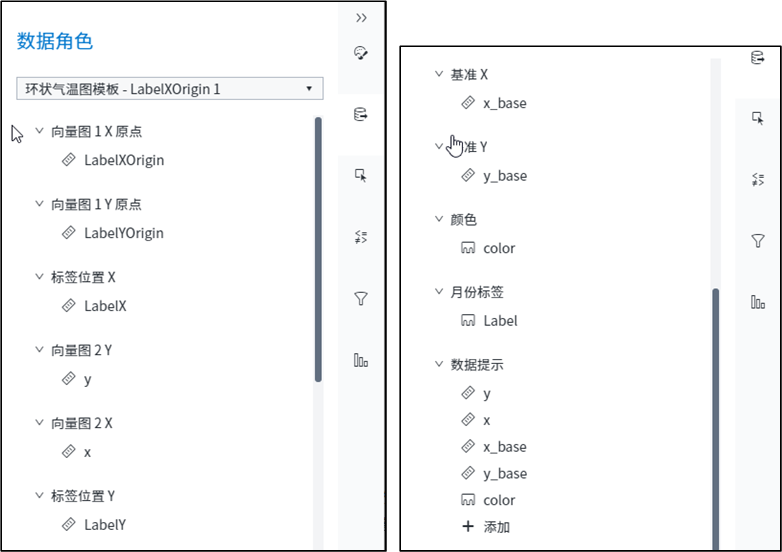 数据角色
环状气温图模板 - LabelXOrigin 1
向量图 1 X 原点
LabelXOrigin
向量图 1 Y 原点
LabelYOrigin
标签位置 X
LabelX
向量图 2 Y
y
向量图 2 X
x
标签位置 Y
LabelY
基准 X
x_base
准 Y
y_base
颜色
color
月份标签
Label
数据提示
y
x
x_base
y_base
color
添加